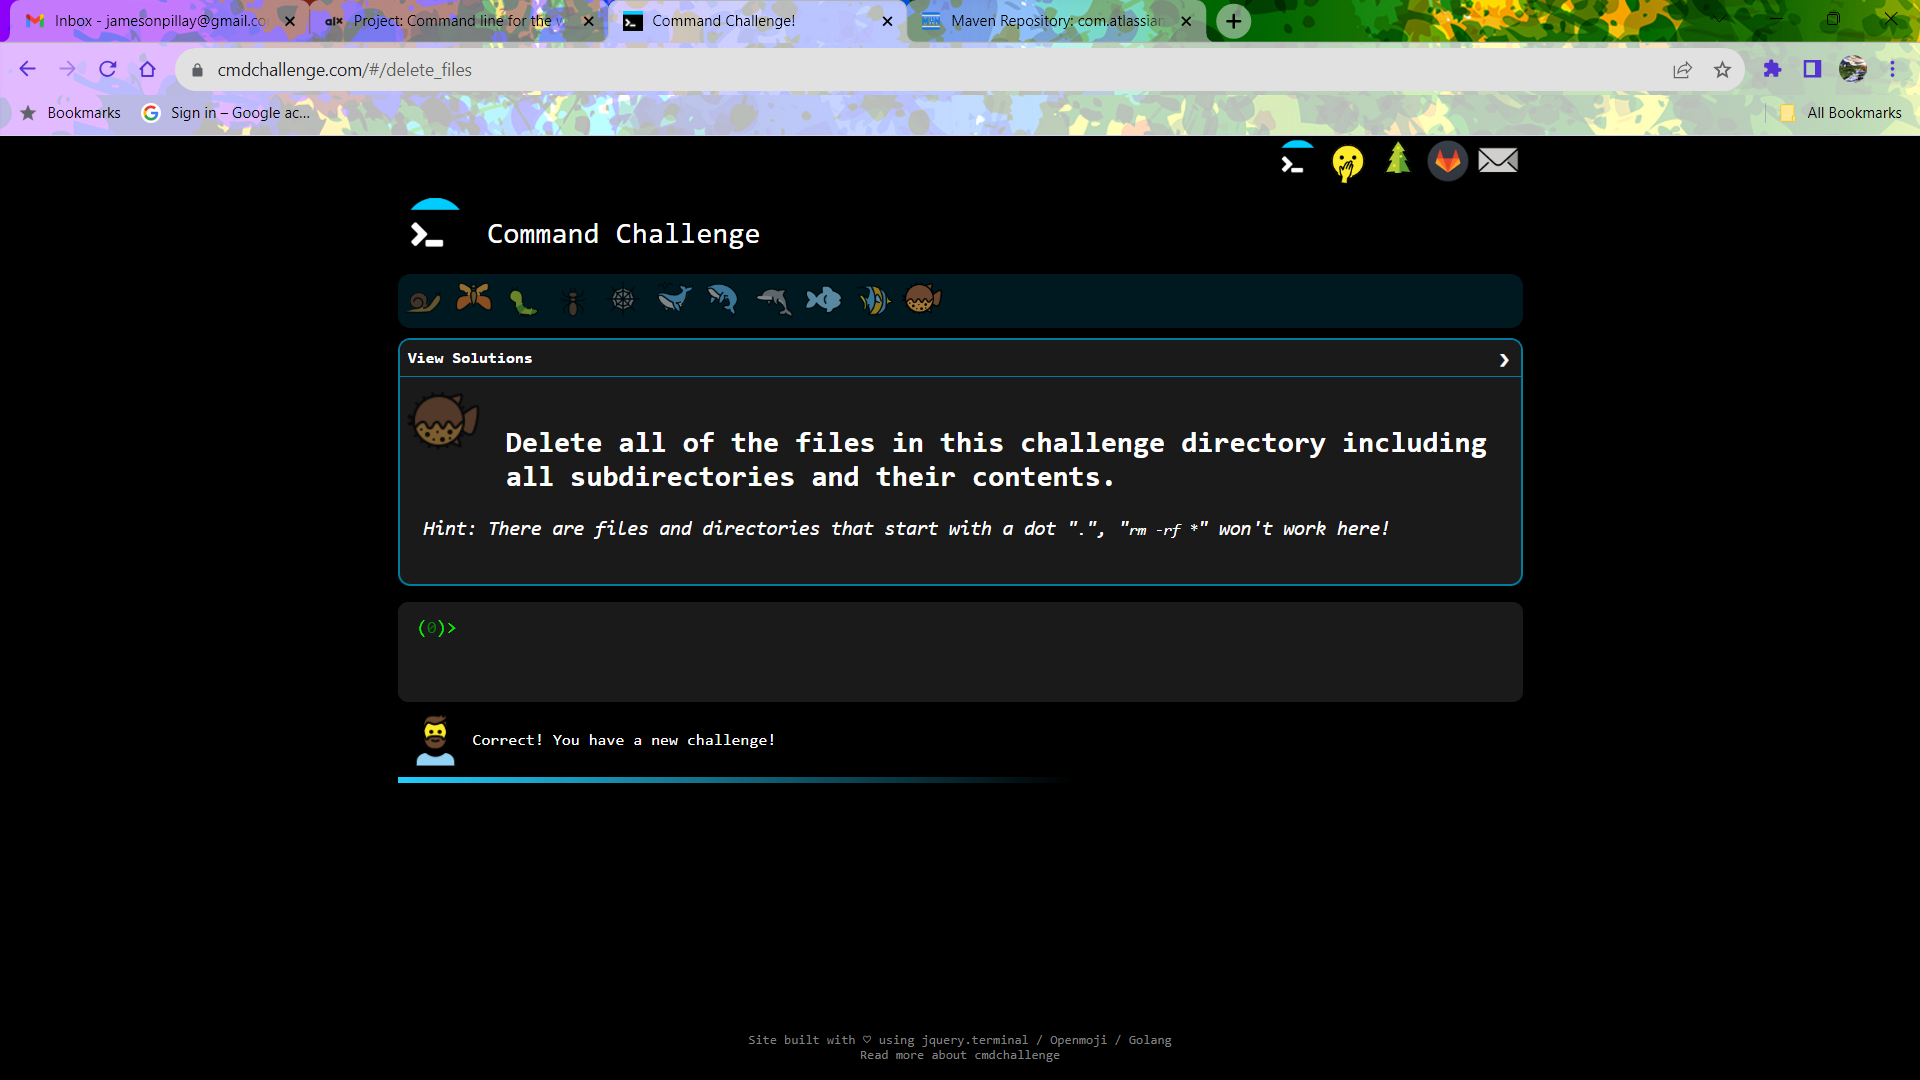 Inbox - jamesonpillay@gmail.co
alx Project: Command line for the w
Command Challenge!
Maven Repository: com.atlassian
cmdchallenge.com/#/delete_files
Bookmarks
Sign in – Google ac...
All Bookmarks
Command Challenge
View Solutions
Delete all of the files in this challenge directory including
all subdirectories and their contents.
Hint: There are files and directories that start with a dot ".", "rm -rf *" won't work here!
(0)>
Correct! You have a new challenge!
Site built with ♡ using jquery.terminal / Openmoji / Golang
Read more about cmdchallenge